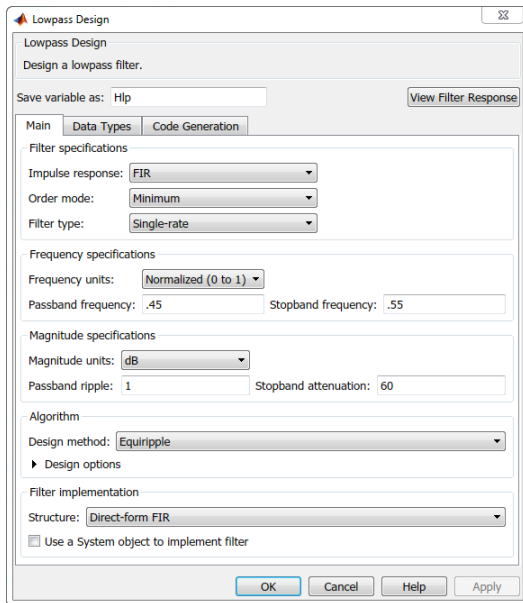 Lowpass Design
Lowpass Design
Design a lowpass filter.
Save variable as: Hlp View Filter Response
Main Data Types Code Generation
Filter specifications
Impulse response: FIR
Order mode: Minimum
Filter type: Single-rate
Frequency specifications
Frequency units: Normalized (0 to 1)
Passband frequency: .45 Stopband frequency: .55
Magnitude specifications
Magnitude units: dB
Passband ripple: 1 Stopband attenuation: 60
Algorithm
Design method: Equiripple
Design options
Filter implementation
Structure: Direct-form FIR
Use a System object to implement filter
OK Cancel Help Apply